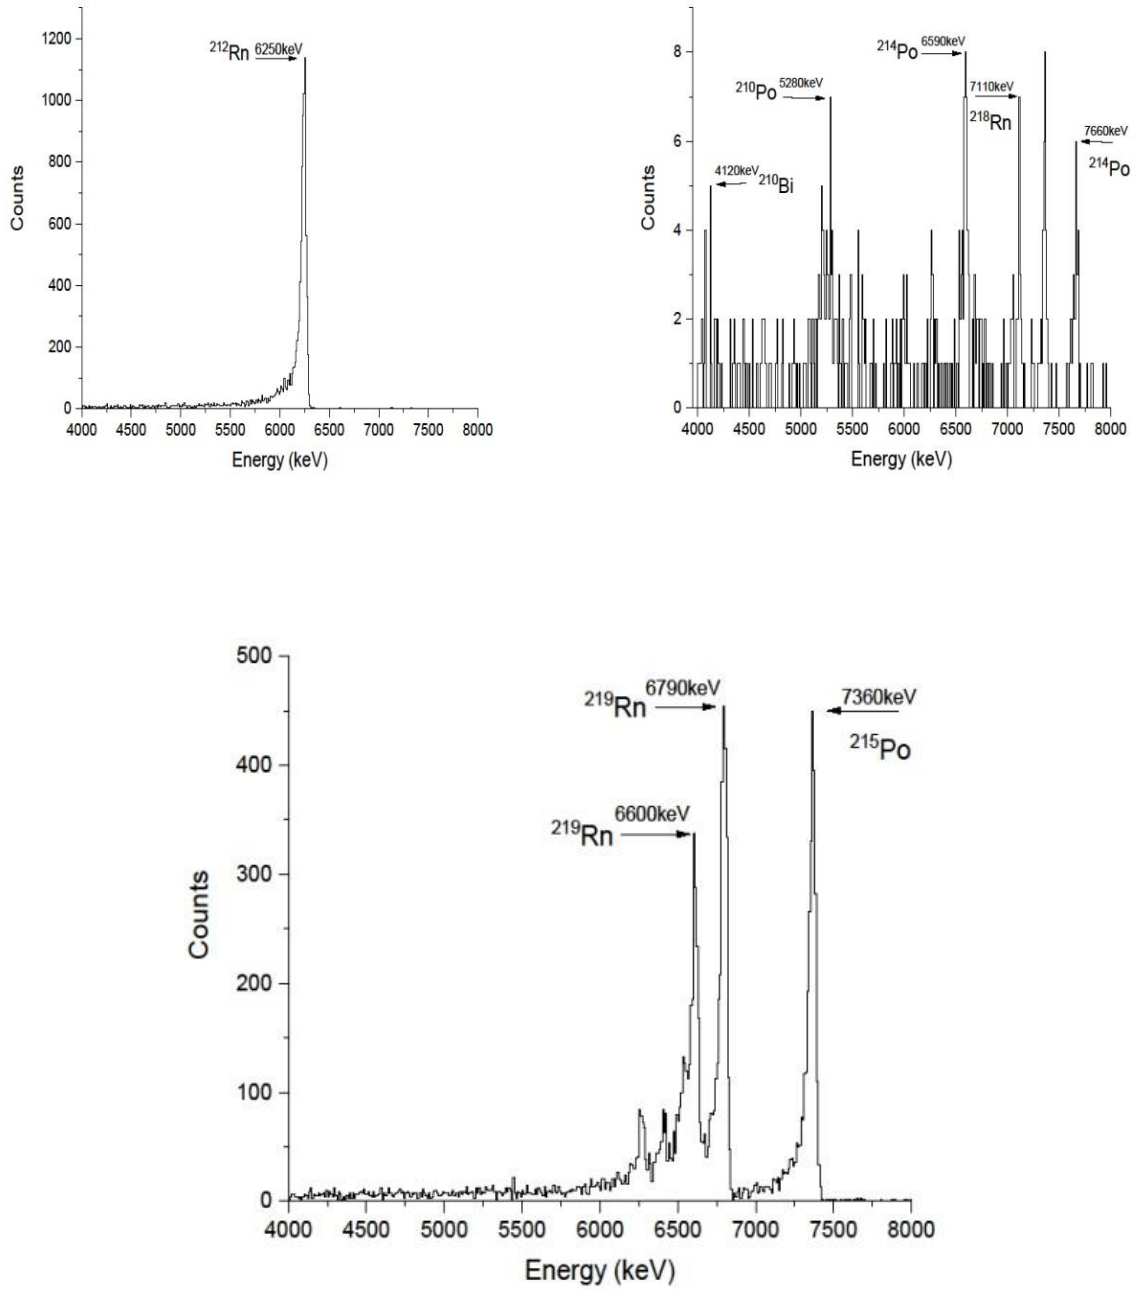 ²¹²Rn 6250keV
1200
1000
800
600
400
200
0
Counts
4000 4500 5000 5500 6000 6500 7000 7500 8000
Energy (keV)
²¹⁴Po 6590keV
²¹⁰Po 5280keV
7110keV
²¹⁸Rn
7660keV
²¹⁴Po
4120keV ²¹⁰Bi
8
6
4
2
0
Counts
4000 4500 5000 5500 6000 6500 7000 7500 8000
Energy (keV)
²¹⁹Rn 6790keV
7360keV
²¹⁵Po
²¹⁹Rn 6600keV
500
400
300
200
100
0
Counts
4000 4500 5000 5500 6000 6500 7000 7500 8000
Energy (keV)